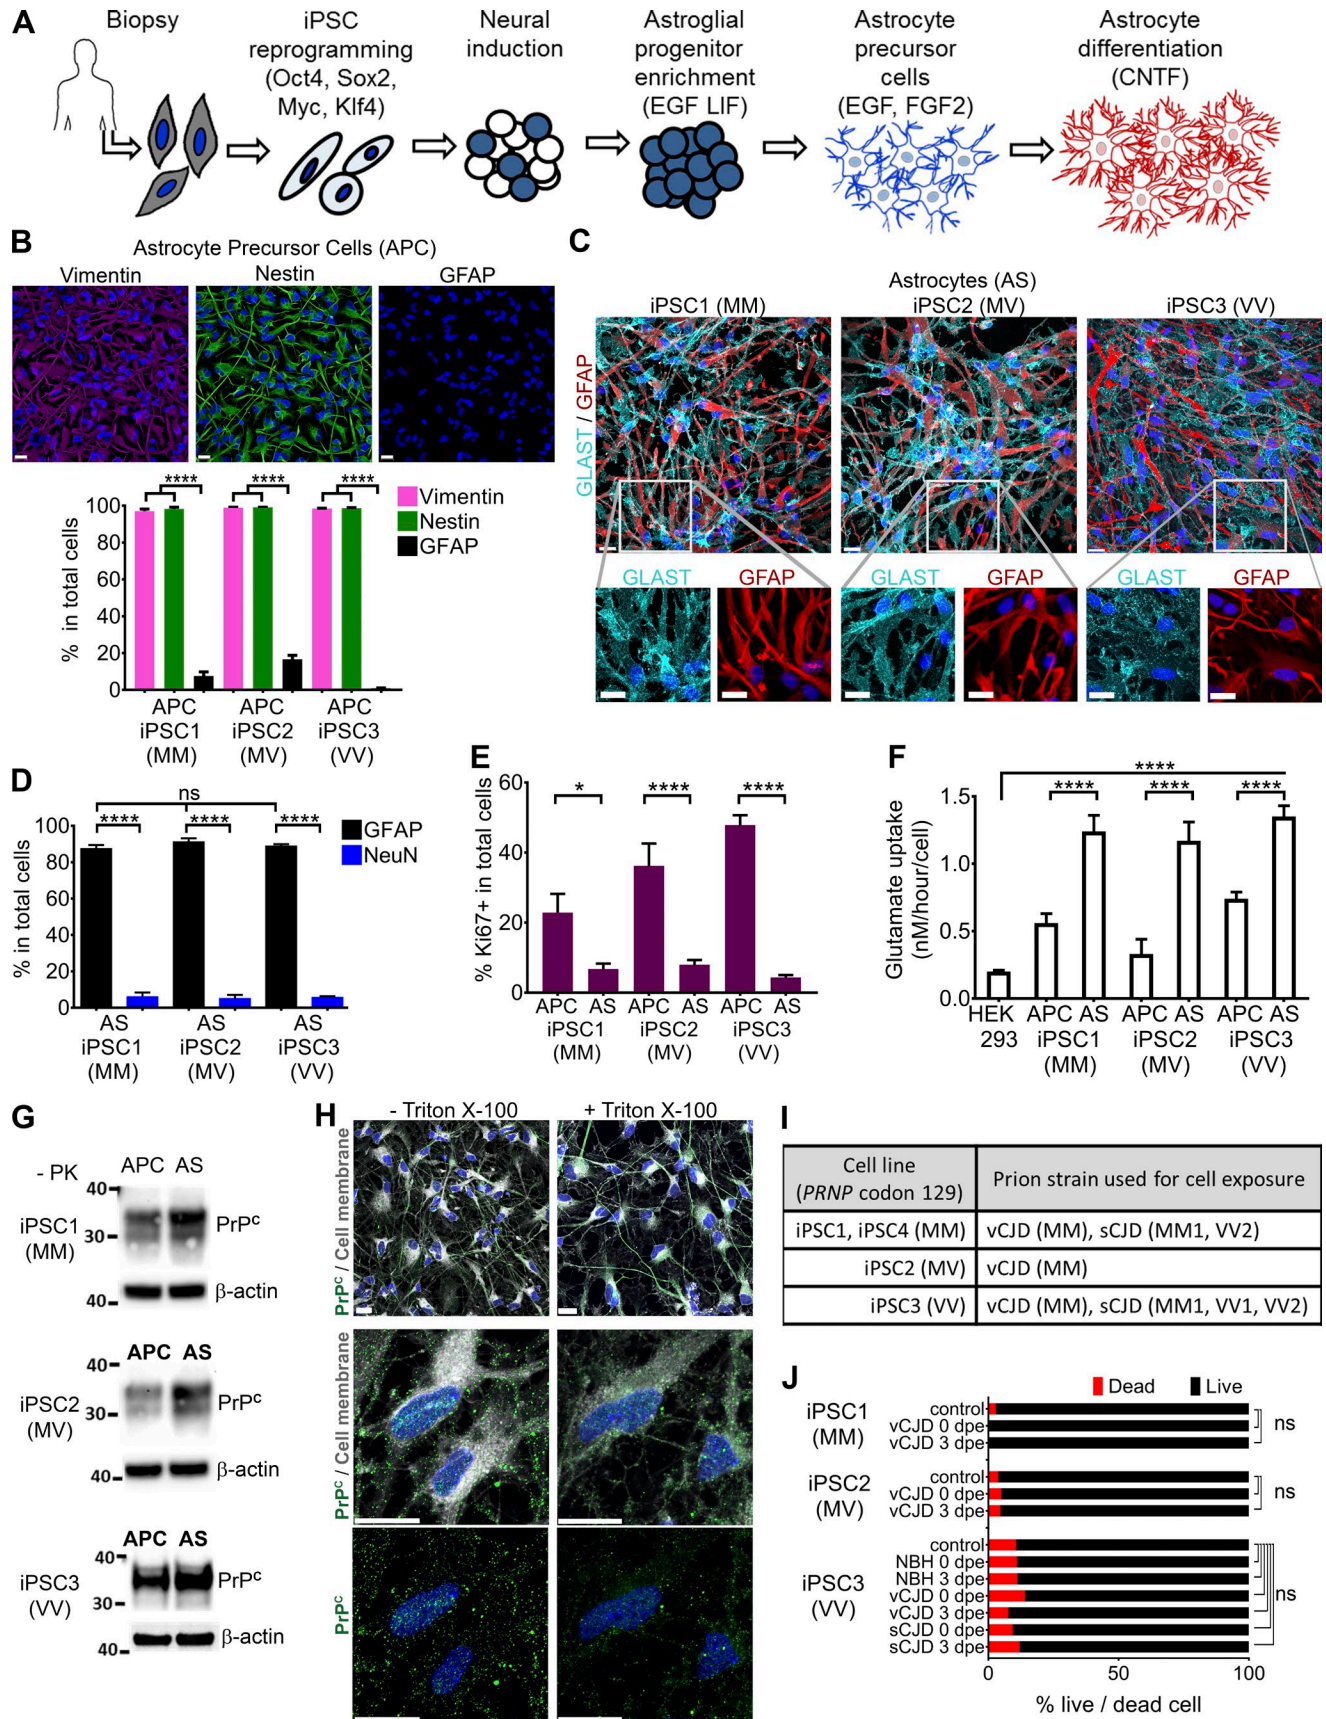 A
Biopsy
iPSC
reprogramming
(Oct4, Sox2,
Myc, Klf4)
Neural
induction
Astroglial
progenitor
enrichment
(EGF LIF)
Astrocyte
precursor
cells
(EGF, FGF2)
Astrocyte
differentiation
(CNTF)
B
Astrocyte Precursor Cells (APC)
Vimentin
Nestin
GFAP
% in total cells
100
80
60
40
20
0
****
****
****
Vimentin
Nestin
GFAP
APC
iPSC1
(MM)
APC
iPSC2
(MV)
APC
iPSC3
(VV)
C
Astrocytes (AS)
iPSC1 (MM)
iPSC2 (MV)
iPSC3 (VV)
GLAST / GFAP
GLAST
GFAP
GLAST
GFAP
GLAST
GFAP
D
% in total cells
100
80
60
40
20
0
ns
****
****
****
GFAP
NeuN
AS
iPSC1
(MM)
AS
iPSC2
(MV)
AS
iPSC3
(VV)
E
% Ki67+ in total cells
60
40
20
0
*
****
****
APC AS
iPSC1
(MM)
APC AS
iPSC2
(MV)
APC AS
iPSC3
(VV)
F
Glutamate uptake
(nM/hour/cell)
1.5
1.0
0.5
0.0
****
****
****
****
HEK
293
APC AS
iPSC1
(MM)
APC AS
iPSC2
(MV)
APC AS
iPSC3
(VV)
G
- PK
APC AS
iPSC1
(MM)
40
30
PrPᶜ
40
β-actin
APC AS
iPSC2
(MV)
40
30
PrPᶜ
40
β-actin
APC AS
iPSC3
(VV)
40
30
PrPᶜ
40
β-actin
H
- Triton X-100
+ Triton X-100
PrPᶜ / Cell membrane
PrPᶜ / Cell membrane
PrPᶜ
I
Cell line
(PRNP codon 129)
Prion strain used for cell exposure
iPSC1, iPSC4 (MM)
vCJD (MM), sCJD (MM1, VV2)
iPSC2 (MV)
vCJD (MM)
iPSC3 (VV)
vCJD (MM), sCJD (MM1, VV1, VV2)
J
Dead
Live
iPSC1
(MM)
control
vCJD 0 dpe
vCJD 3 dpe
ns
iPSC2
(MV)
control
vCJD 0 dpe
vCJD 3 dpe
ns
iPSC3
(VV)
control
NBH 0 dpe
NBH 3 dpe
vCJD 0 dpe
vCJD 3 dpe
sCJD 0 dpe
sCJD 3 dpe
ns
0
50
100
% live / dead cell